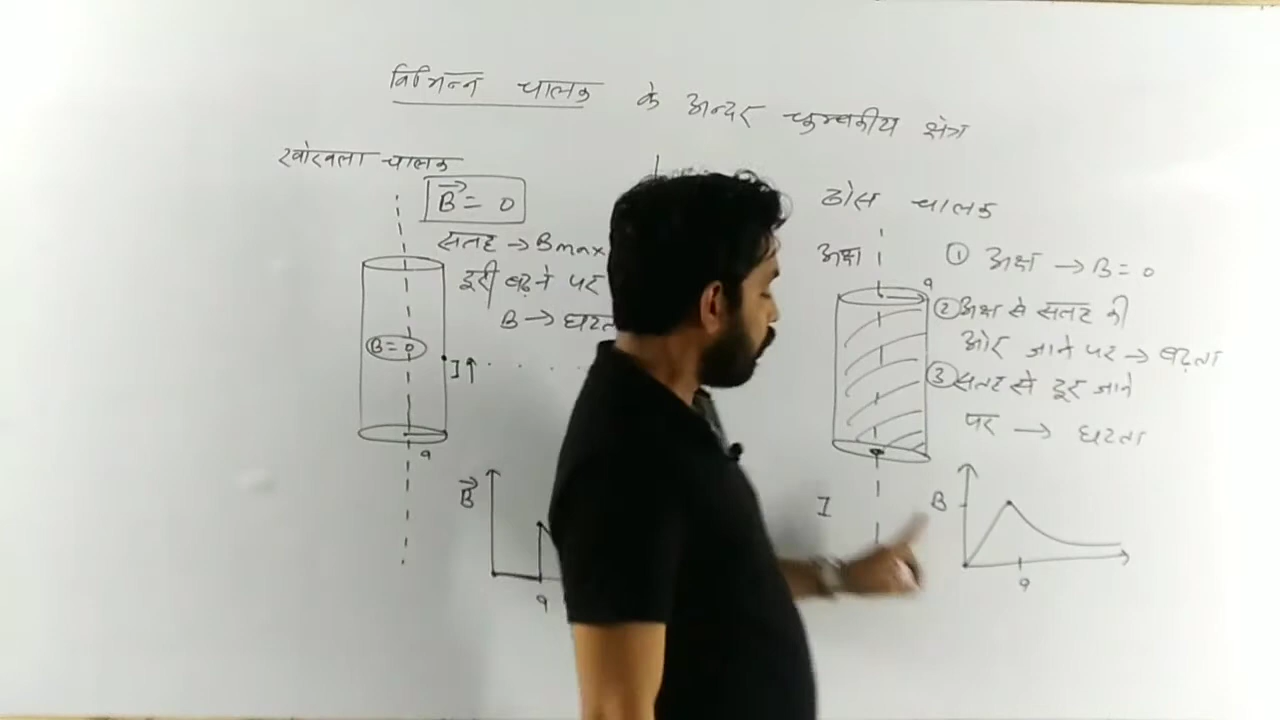 विभिन्न चालक के अन्दर चुम्बकीय क्षेत्र
खोखला चालक
B⃗ = 0
सतह → Bmax
दूरी बढ़ने पर
B → घटता
B = 0
I ↑
a
B⃗
a
ठोस चालक
अक्ष
a
① अक्ष → B = 0
② अक्ष से सतह की
ओर जाने पर → बढ़ता
③ सतह से दूर जाने
पर → घटता
I
B
a